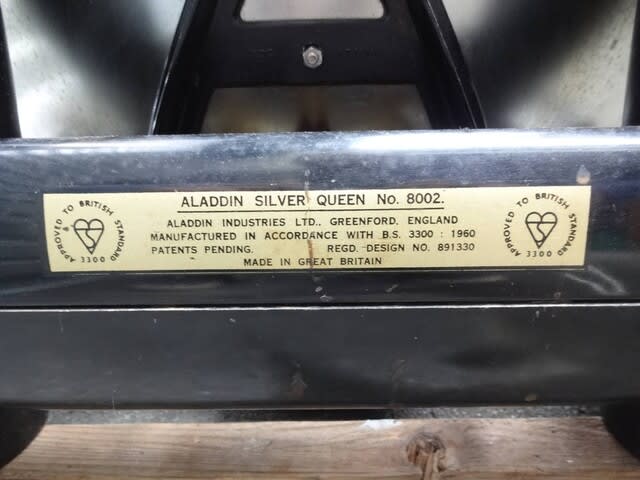 ALADDIN SILVER QUEEN No. 8002.
ALADDIN INDUSTRIES LTD., GREENFORD, ENGLAND
MANUFACTURED IN ACCORDANCE WITH B.S. 3300 : 1960
PATENTS PENDING. REGD. DESIGN NO. 891330
MADE IN GREAT BRITAIN
APPROVED TO BRITISH STANDARD
3300
APPROVED TO BRITISH STANDARD
3300